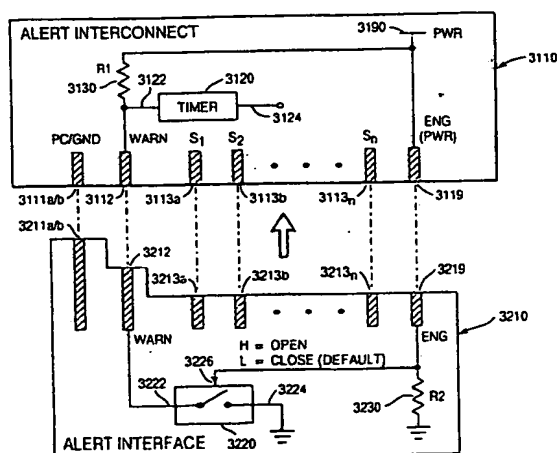 ALERT INTERCONNECT
3190
PWR
R1
3130
3122
3120
TIMER
3124
3110
PC/GND
WARN
S1
S2
Sn
ENG
(PWR)
3111a/b
3112
3113a
3113b
3113n
3119
3211a/b
3212
3213a
3213b
3213n
3219
3210
WARN
H = OPEN
L = CLOSE (DEFAULT)
ENG
3226
3222
3224
3220
3230
R2
ALERT INTERFACE